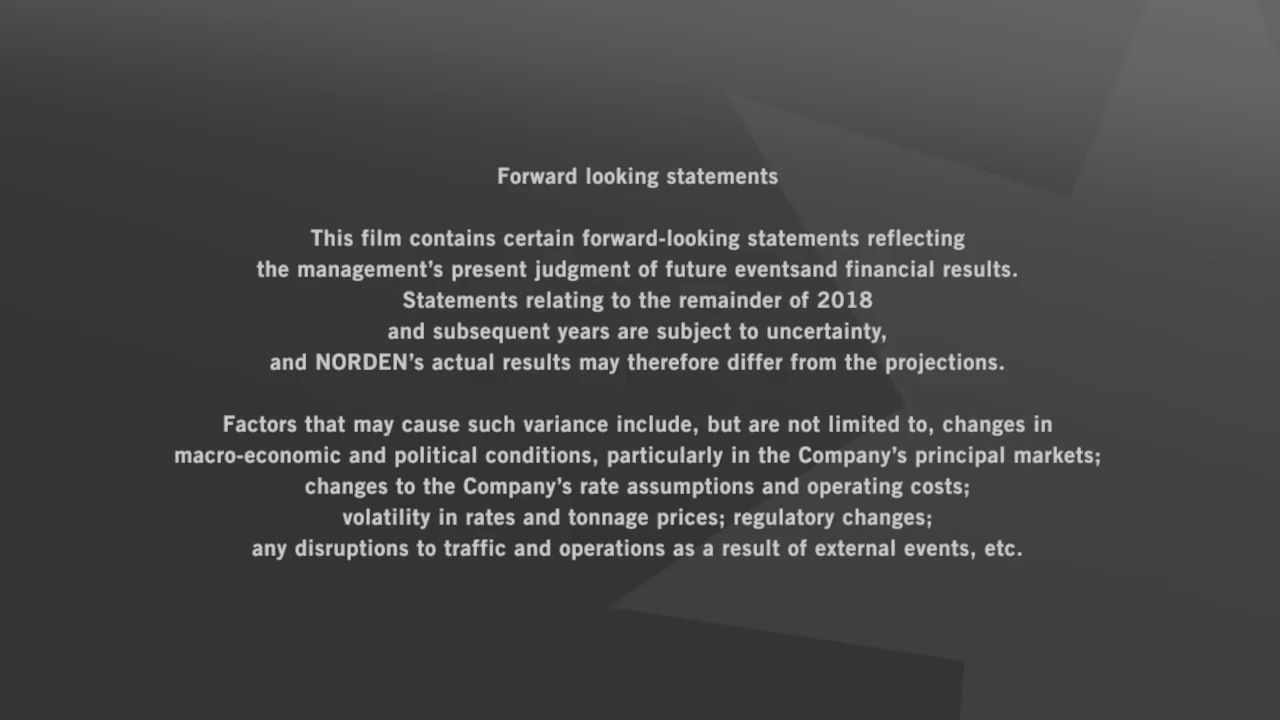 Forward looking statements
This film contains certain forward-looking statements reflecting
the management’s present judgment of future eventsand financial results.
Statements relating to the remainder of 2018
and subsequent years are subject to uncertainty,
and NORDEN’s actual results may therefore differ from the projections.
Factors that may cause such variance include, but are not limited to, changes in
macro-economic and political conditions, particularly in the Company’s principal markets;
changes to the Company’s rate assumptions and operating costs;
volatility in rates and tonnage prices; regulatory changes;
any disruptions to traffic and operations as a result of external events, etc.